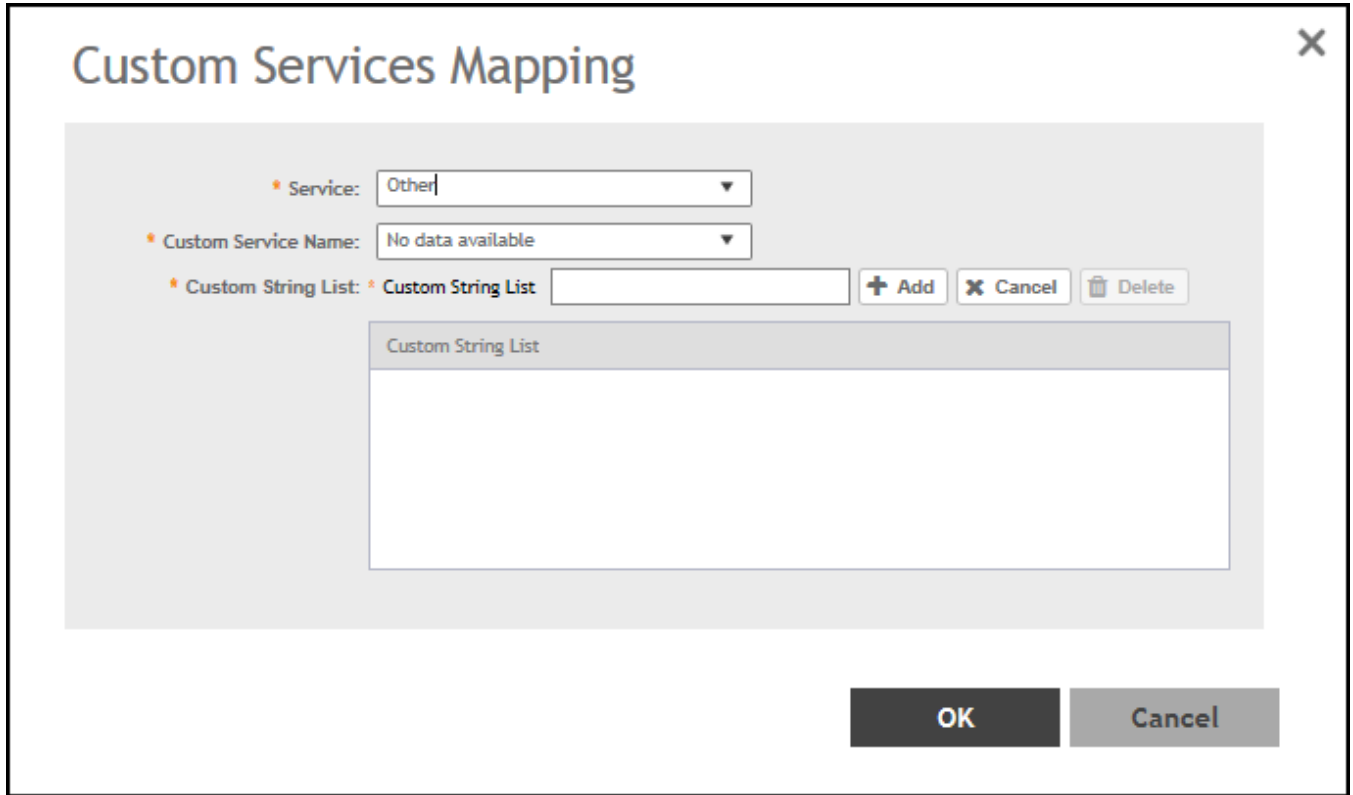 Custom Services Mapping
* Service: Other
* Custom Service Name: No data available
* Custom String List: * Custom String List Add Cancel Delete
Custom String List
OK Cancel